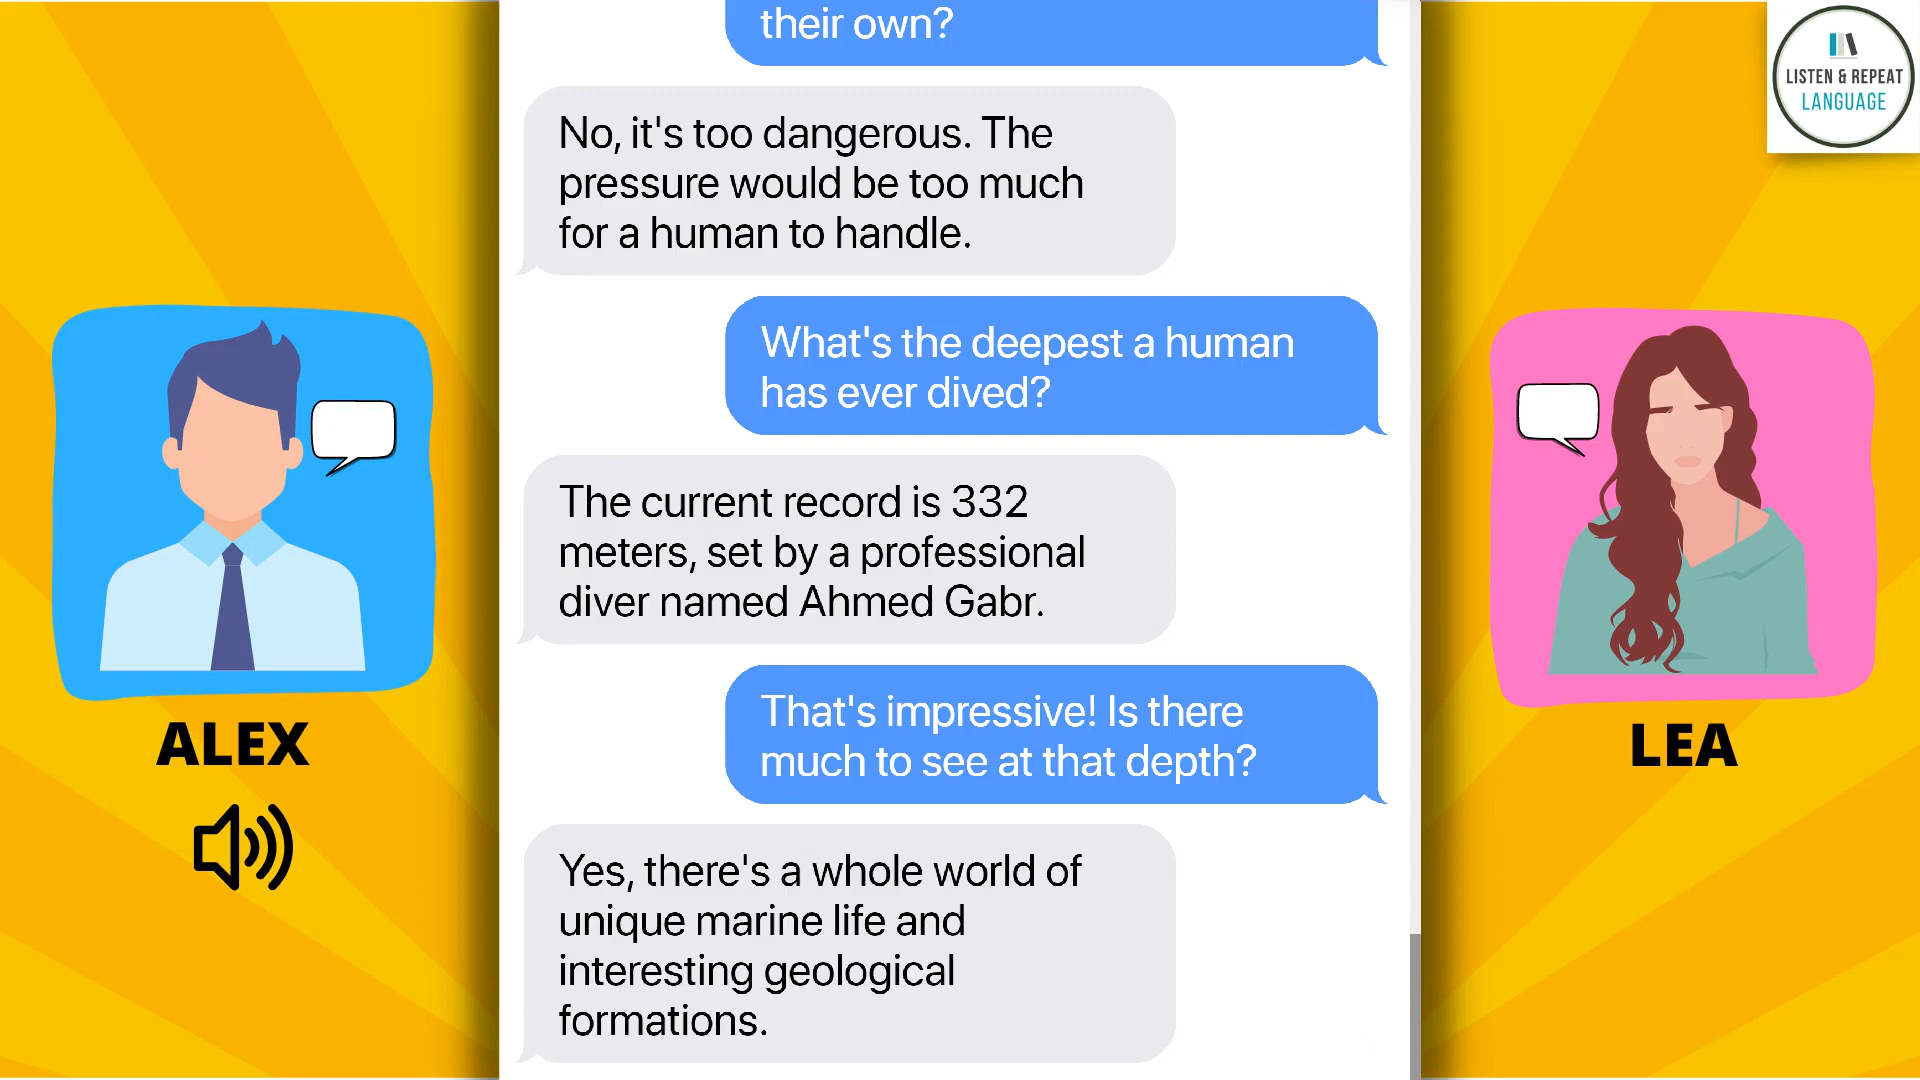 their own?
LISTEN & REPEAT
LANGUAGE
No, it's too dangerous. The
pressure would be too much
for a human to handle.
What's the deepest a human
has ever dived?
The current record is 332
meters, set by a professional
diver named Ahmed Gabr.
That's impressive! Is there
much to see at that depth?
ALEX
LEA
Yes, there's a whole world of
unique marine life and
interesting geological
formations.